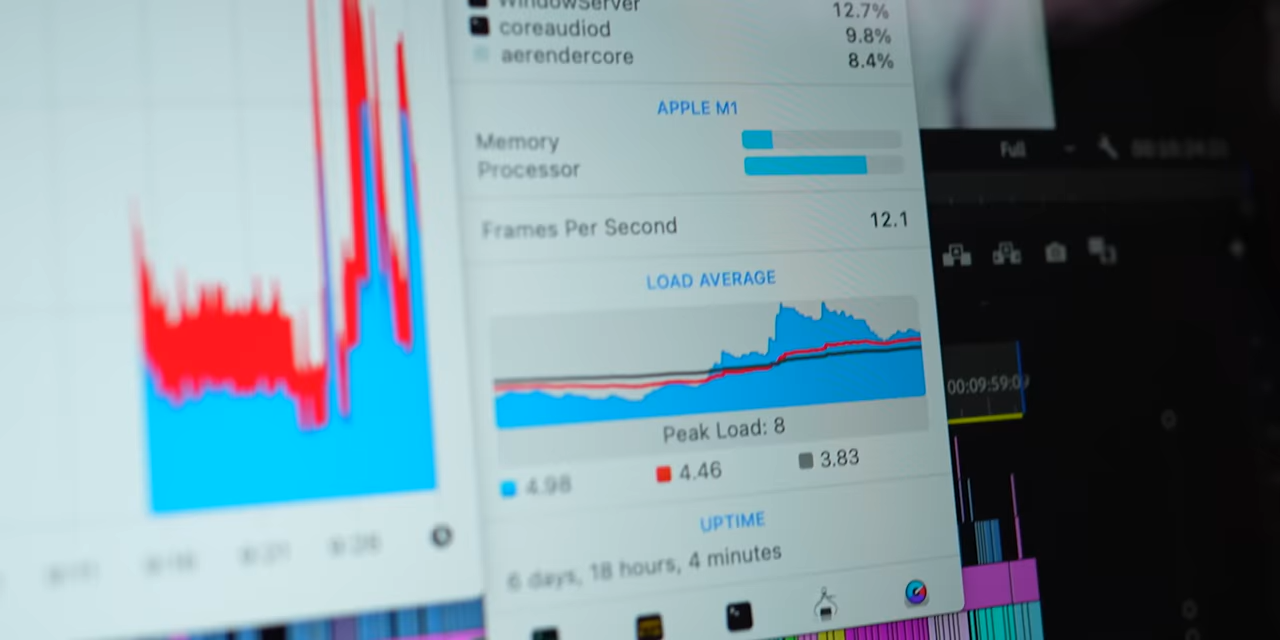 WindowServer 12.7%
coreaudiod 9.8%
aerendercore 8.4%
APPLE M1
Memory
Processor
Full
Frames Per Second 12.1
LOAD AVERAGE
00:09:59:09
Peak Load: 8
4.98 4.46 3.83
UPTIME
6 days, 18 hours, 4 minutes